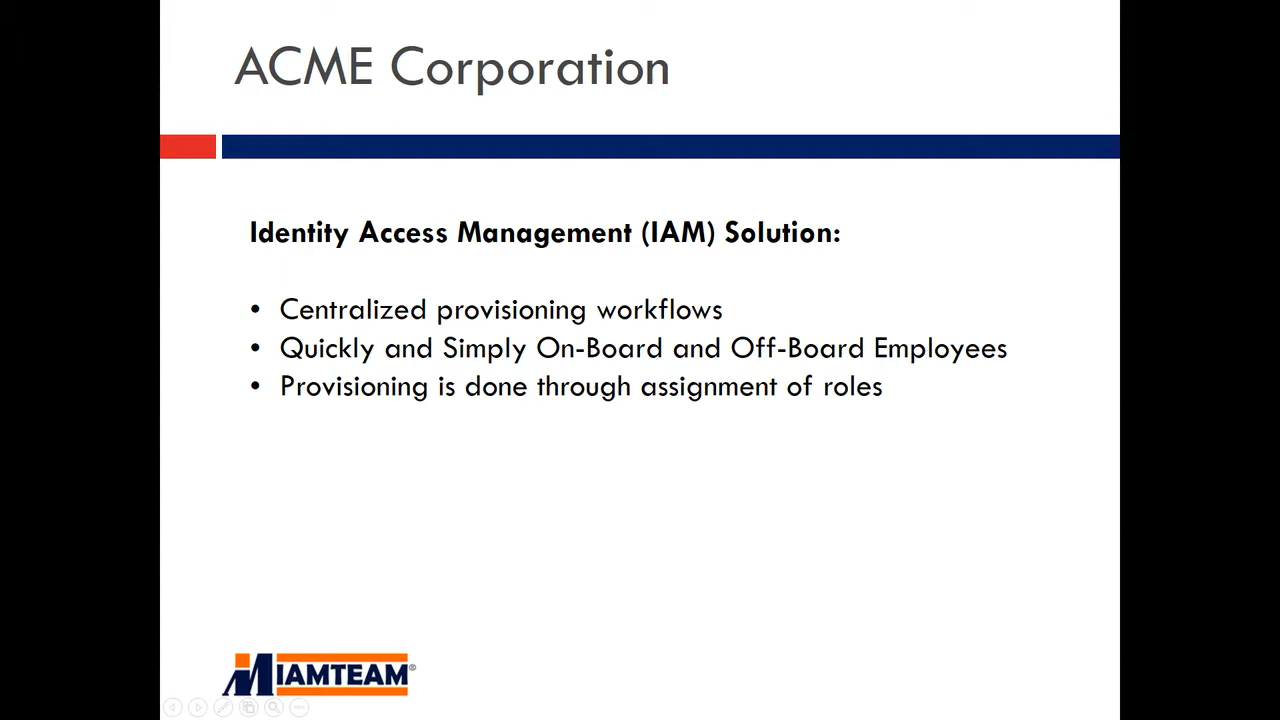 ACME Corporation
Identity Access Management (IAM) Solution:
• Centralized provisioning workflows
• Quickly and Simply On-Board and Off-Board Employees
• Provisioning is done through assignment of roles
IAMTEAM®